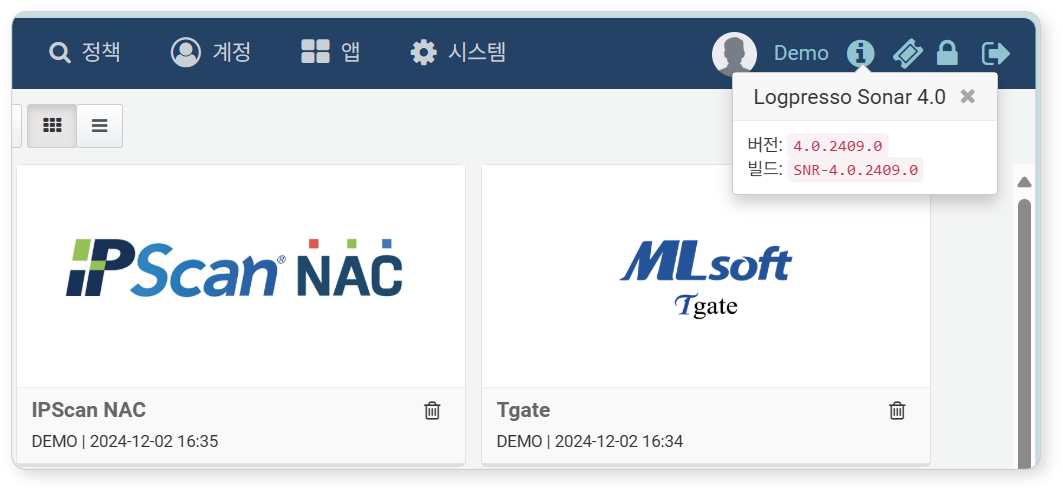 정책 계정 앱 시스템 Demo
Logpresso Sonar 4.0
버전: 4.0.2409.0
빌드: SNR-4.0.2409.0
IPScan® NAC
MLsoft
Tgate
IPScan NAC
DEMO | 2024-12-02 16:35
Tgate
DEMO | 2024-12-02 16:34